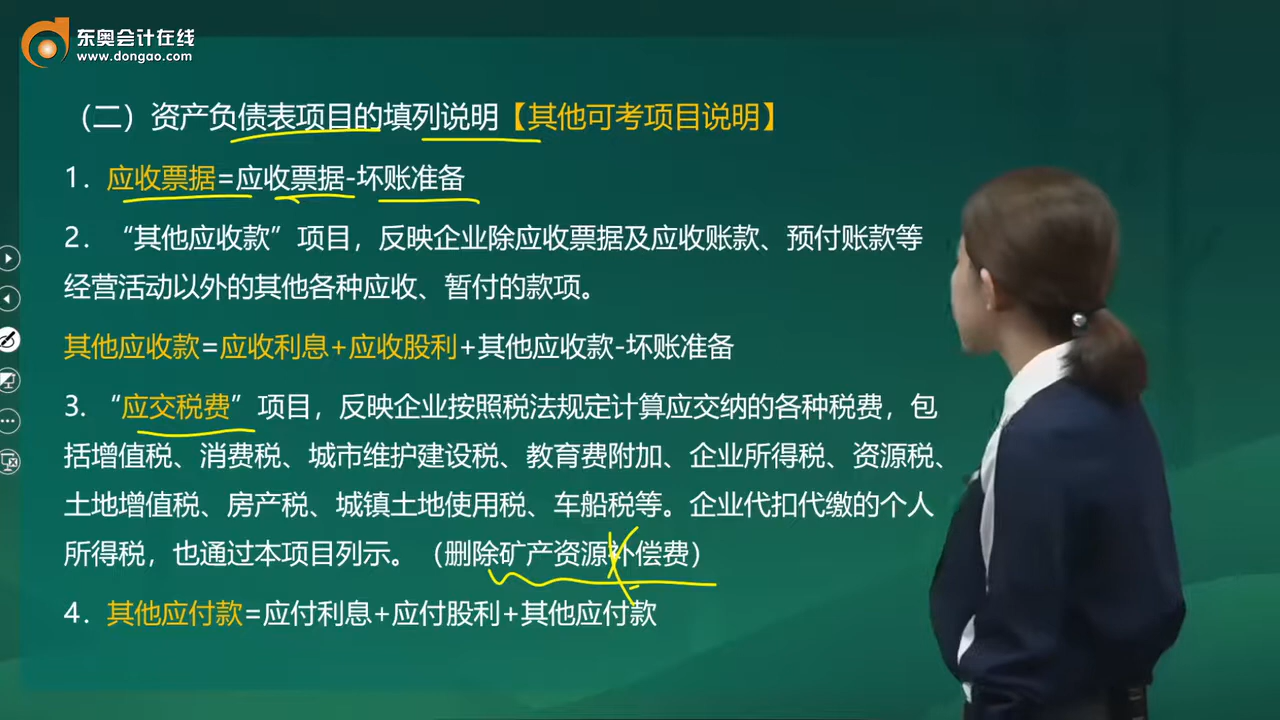 东奥会计在线
www.dongao.com
（二）资产负债表项目的填列说明【其他可考项目说明】
1．应收票据=应收票据-坏账准备
2．“其他应收款”项目，反映企业除应收票据及应收账款、预付账款等
经营活动以外的其他各种应收、暂付的款项。
其他应收款=应收利息+应收股利+其他应收款-坏账准备
3.“应交税费”项目，反映企业按照税法规定计算应交纳的各种税费，包
括增值税、消费税、城市维护建设税、教育费附加、企业所得税、资源税、
土地增值税、房产税、城镇土地使用税、车船税等。企业代扣代缴的个人
所得税，也通过本项目列示。（删除矿产资源补偿费）
4．其他应付款=应付利息+应付股利+其他应付款